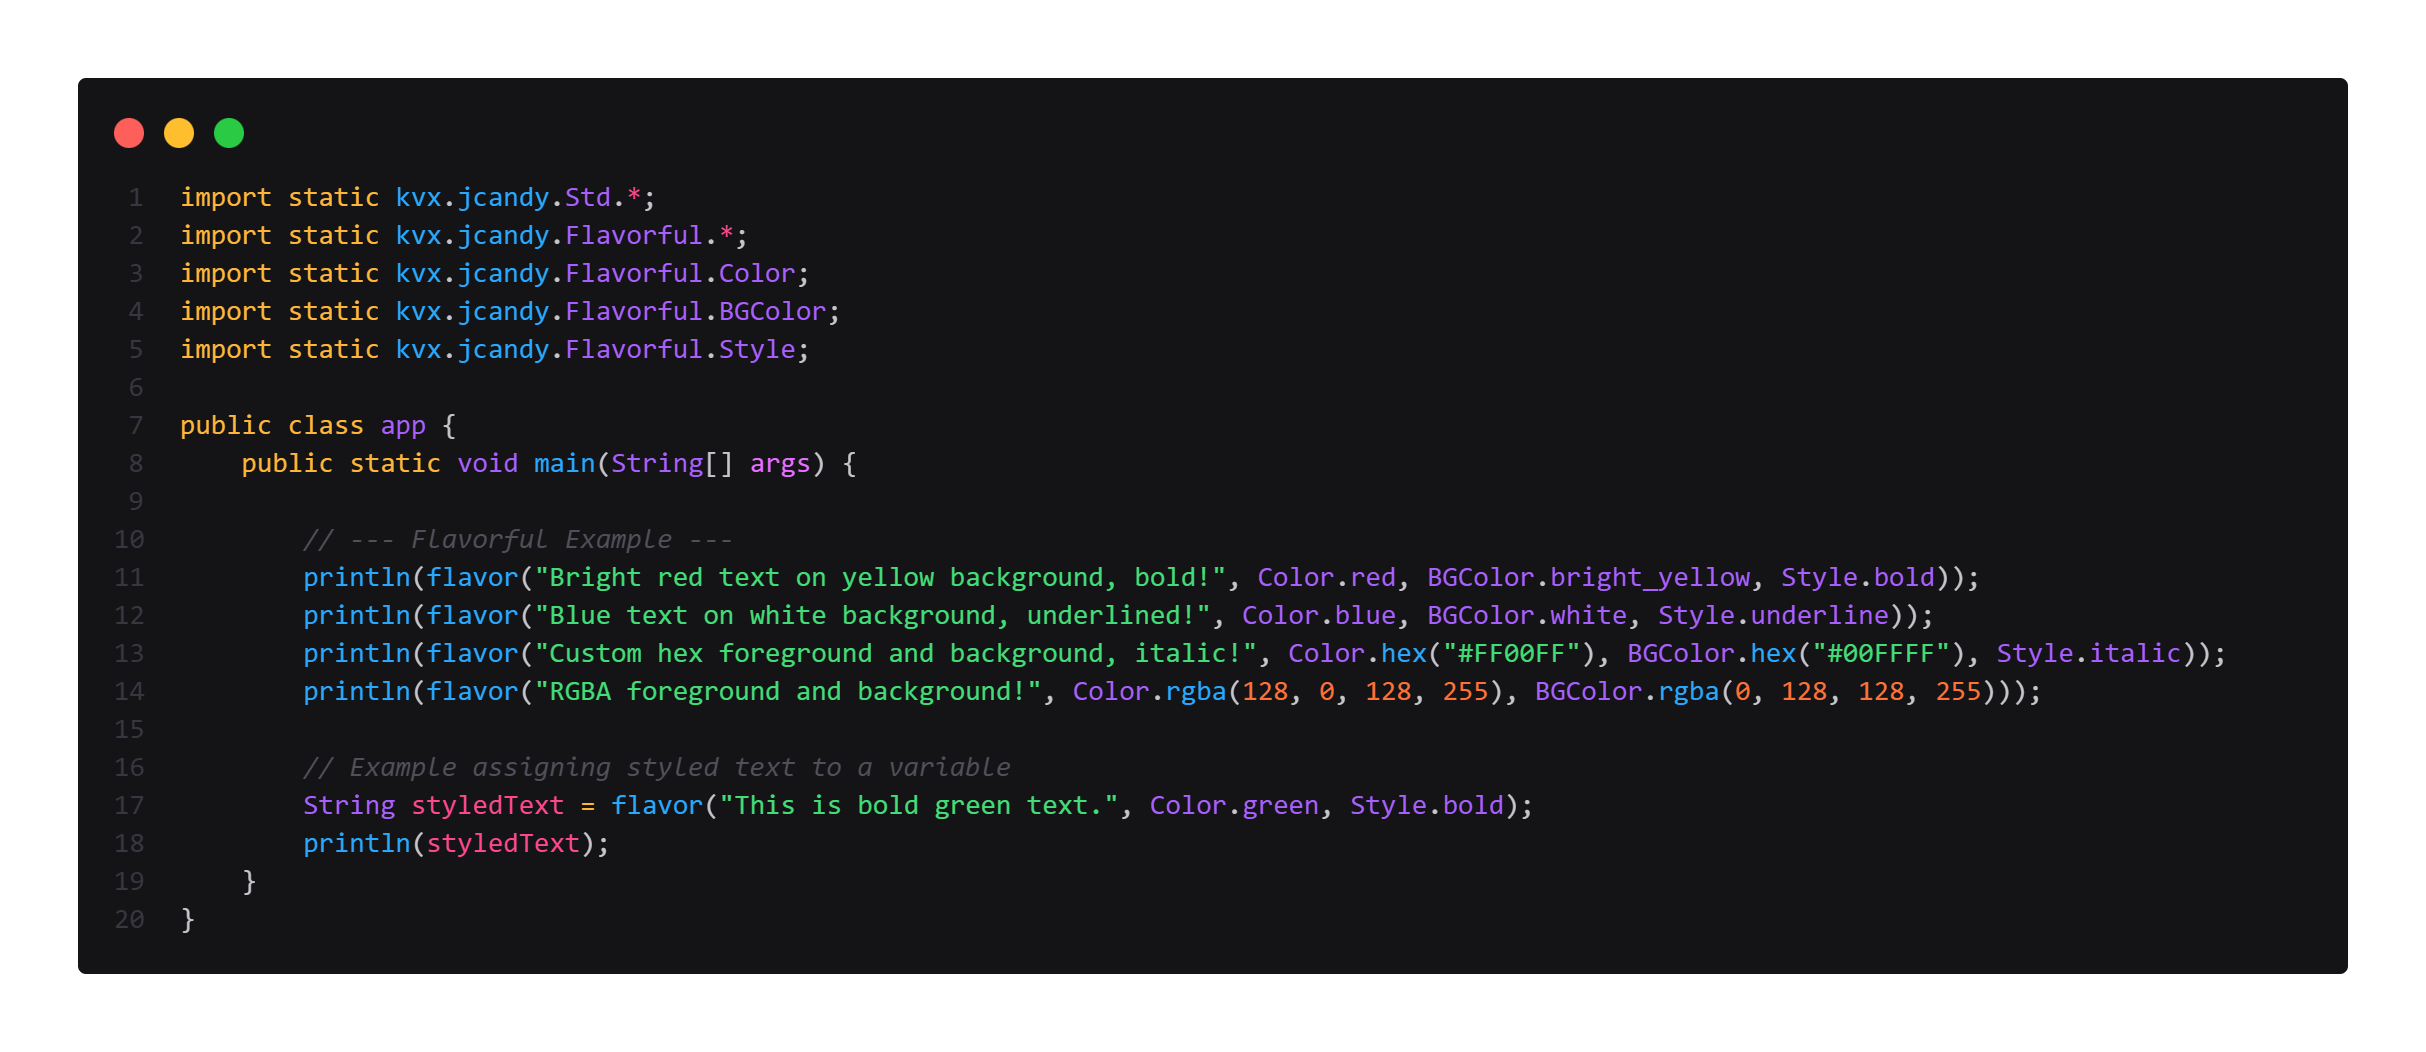 1 import static kvx.jcandy.Std.*;
2 import static kvx.jcandy.Flavorful.*;
3 import static kvx.jcandy.Flavorful.Color;
4 import static kvx.jcandy.Flavorful.BGColor;
5 import static kvx.jcandy.Flavorful.Style;
6
7 public class app {
8     public static void main(String[] args) {
9
10         // --- Flavorful Example ---
11         println(flavor("Bright red text on yellow background, bold!", Color.red, BGColor.bright_yellow, Style.bold));
12         println(flavor("Blue text on white background, underlined!", Color.blue, BGColor.white, Style.underline));
13         println(flavor("Custom hex foreground and background, italic!", Color.hex("#FF00FF"), BGColor.hex("#00FFFF"), Style.italic));
14         println(flavor("RGBA foreground and background!", Color.rgba(128, 0, 128, 255), BGColor.rgba(0, 128, 128, 255)));
15
16         // Example assigning styled text to a variable
17         String styledText = flavor("This is bold green text.", Color.green, Style.bold);
18         println(styledText);
19     }
20 }